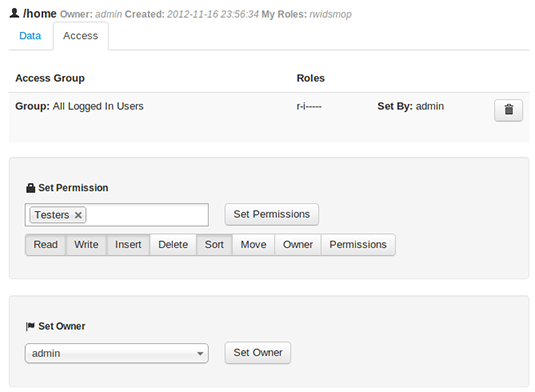 /home Owner: admin Created: 2012-11-16 23:56:34 My Roles: rwidsmop
Data Access
Access Group Roles
Group: All Logged In Users r-i----- Set By: admin
Set Permission
Testers × Set Permissions
Read Write Insert Delete Sort Move Owner Permissions
Set Owner
admin Set Owner